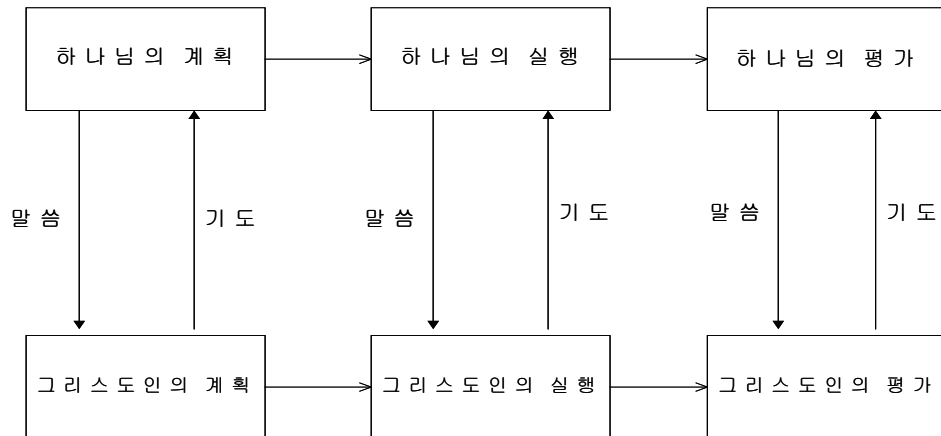 하나님의 계획
하나님의 실행
하나님의 평가
말씀
기도
말씀
기도
말씀
기도
그리스도인의 계획
그리스도인의 실행
그리스도인의 평가